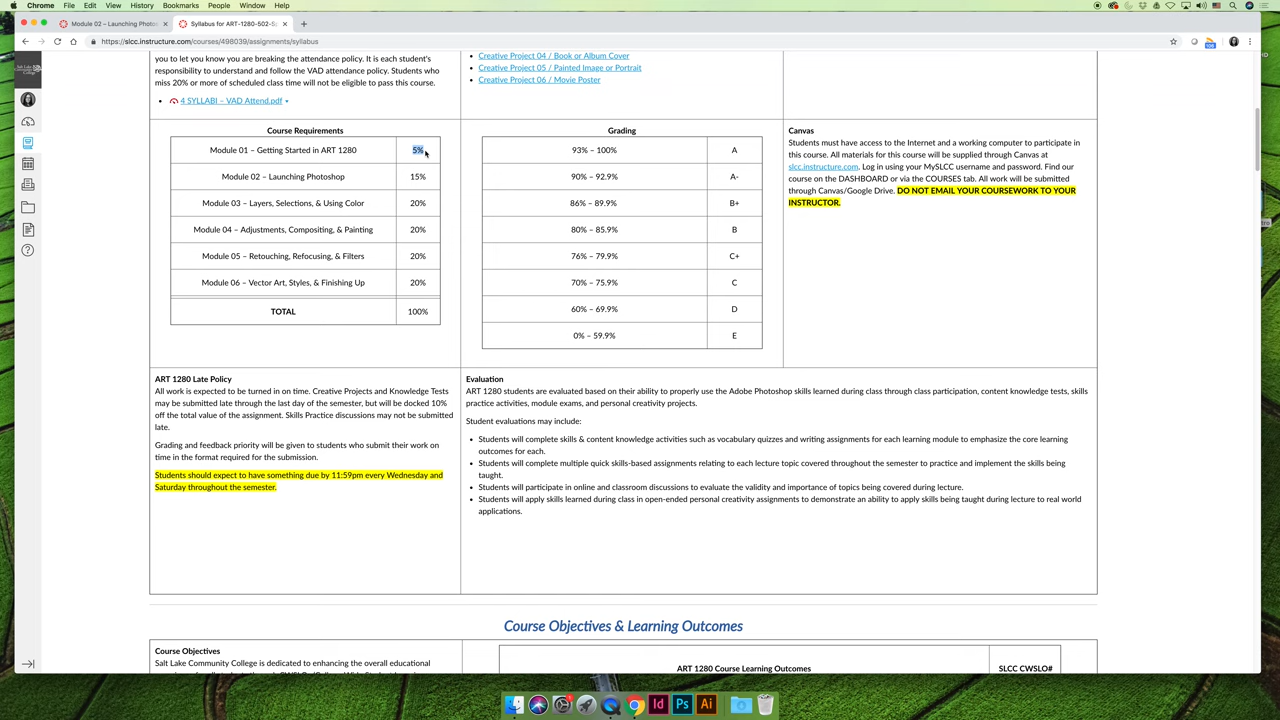 Chrome File Edit View History Bookmarks People Window Help
Module 02 – Launching Photos
Syllabus for ART-1280-502-Sp
https://slcc.instructure.com/courses/498039/assignments/syllabus
you to let you know you are breaking the attendance policy. It is each student's
responsibility to understand and follow the VAD attendance policy. Students who
miss 20% or more of scheduled class time will not be eligible to pass this course.
4 SYLLABI – VAD Attend.pdf
Creative Project 04 / Book or Album Cover
Creative Project 05 / Painted Image or Portrait
Creative Project 06 / Movie Poster
Course Requirements
Module 01 – Getting Started in ART 1280 5%
Module 02 – Launching Photoshop 15%
Module 03 – Layers, Selections, & Using Color 20%
Module 04 – Adjustments, Compositing, & Painting 20%
Module 05 – Retouching, Refocusing, & Filters 20%
Module 06 – Vector Art, Styles, & Finishing Up 20%
TOTAL 100%
Grading
93% – 100% A
90% – 92.9% A-
86% – 89.9% B+
80% – 85.9% B
76% – 79.9% C+
70% – 75.9% C
60% – 69.9% D
0% – 59.9% E
Canvas
Students must have access to the Internet and a working computer to participate in
this course. All materials for this course will be supplied through Canvas at
slcc.instructure.com. Log in using your MySLCC username and password. Find our
course on the DASHBOARD or via the COURSES tab. All work will be submitted
through Canvas/Google Drive. DO NOT EMAIL YOUR COURSEWORK TO YOUR
INSTRUCTOR.
ART 1280 Late Policy
All work is expected to be turned in on time. Creative Projects and Knowledge Tests
may be submitted late through the last day of the semester, but will be docked 10%
off the total value of the assignment. Skills Practice discussions may not be submitted
late.
Grading and feedback priority will be given to students who submit their work on
time in the format required for the submission.
Students should expect to have something due by 11:59pm every Wednesday and
Saturday throughout the semester.
Evaluation
ART 1280 students are evaluated based on their ability to properly use the Adobe Photoshop skills learned during class through class participation, content knowledge tests, skills
practice activities, module exams, and personal creativity projects.
Student evaluations may include:
Students will complete skills & content knowledge activities such as vocabulary quizzes and writing assignments for each learning module to emphasize the core learning
outcomes for each.
Students will complete multiple quick skills-based assignments relating to each lecture topic covered throughout the semester to practice and implement the skills being
taught.
Students will participate in online and classroom discussions to evaluate the validity and importance of topics being covered during lecture.
Students will apply skills learned during class in open-ended personal creativity assignments to demonstrate an ability to apply skills being taught during lecture to real world
applications.
Course Objectives & Learning Outcomes
Course Objectives
Salt Lake Community College is dedicated to enhancing the overall educational
ART 1280 Course Learning Outcomes SLCC CWSLO#
Id Ps Ai